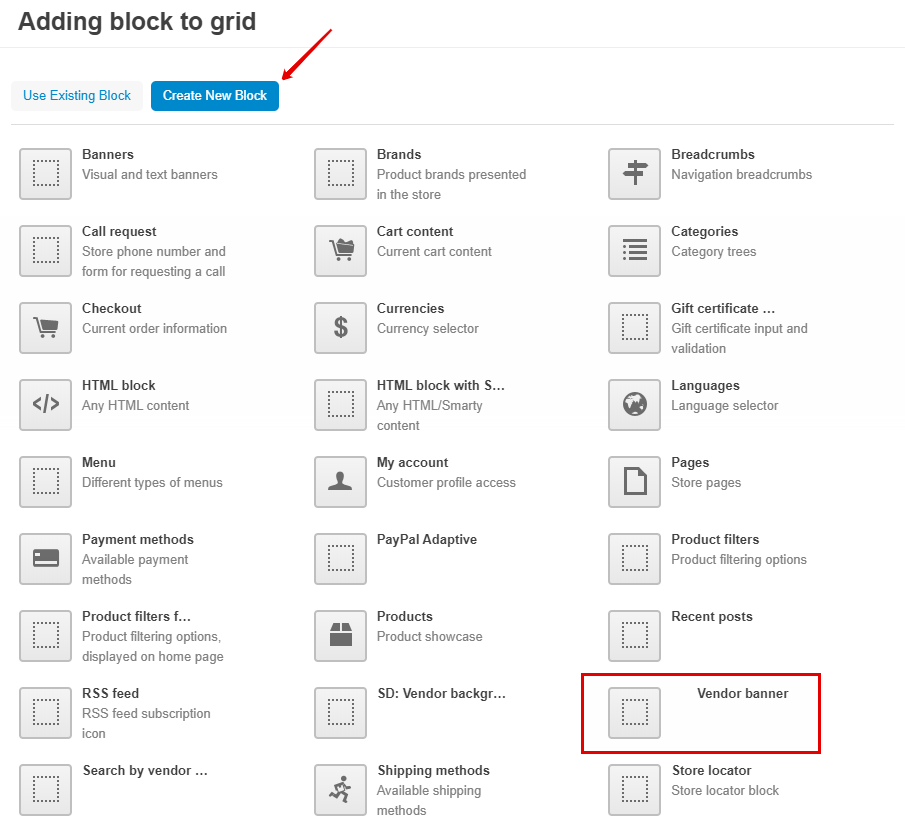 Adding block to grid
Use Existing Block
Create New Block
Banners
Visual and text banners
Brands
Product brands presented
in the store
Breadcrumbs
Navigation breadcrumbs
Call request
Store phone number and
form for requesting a call
Cart content
Current cart content
Categories
Category trees
Checkout
Current order information
Currencies
Currency selector
Gift certificate ...
Gift certificate input and
validation
HTML block
Any HTML content
HTML block with S...
Any HTML/Smarty
content
Languages
Language selector
Menu
Different types of menus
My account
Customer profile access
Pages
Store pages
Payment methods
Available payment
methods
PayPal Adaptive
Product filters
Product filtering options
Product filters f...
Product filtering options,
displayed on home page
Products
Product showcase
Recent posts
RSS feed
RSS feed subscription
icon
SD: Vendor backgr...
Vendor banner
Search by vendor ...
Shipping methods
Available shipping
methods
Store locator
Store locator block